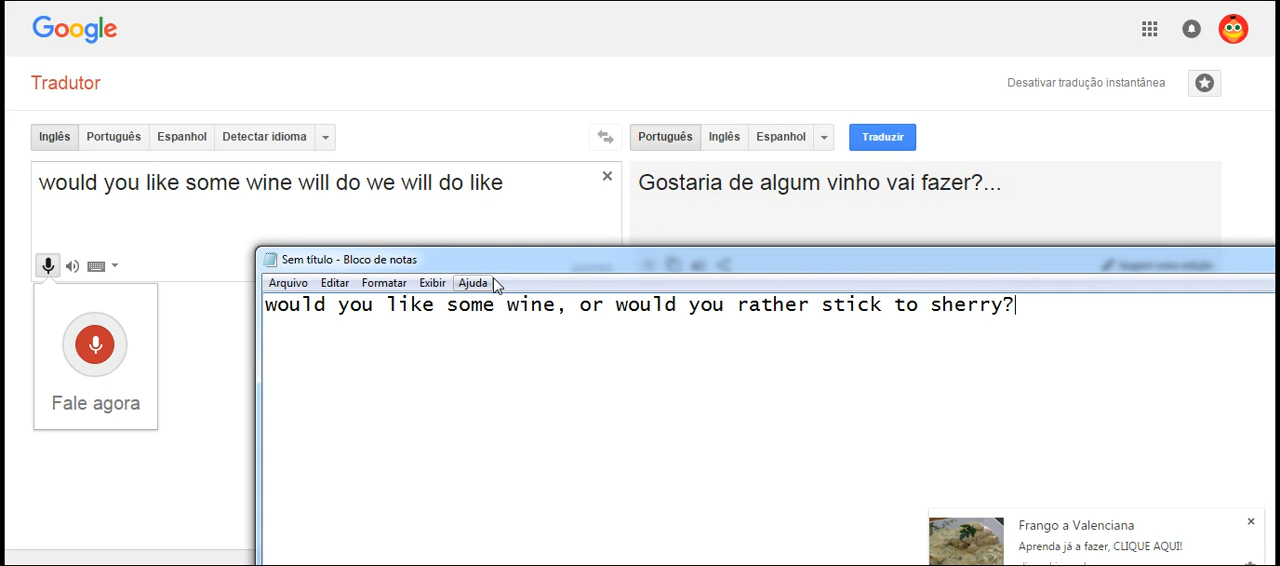 Google
Tradutor
Desativar tradução instantânea
Inglês Português Espanhol Detectar idioma
Português Inglês Espanhol
Traduzir
would you like some wine will do we will do like
Gostaria de algum vinho vai fazer?...
Fale agora
Sem título - Bloco de notas
Arquivo Editar Formatar Exibir Ajuda
would you like some wine, or would you rather stick to sherry?
Frango a Valenciana
Aprenda já a fazer, CLIQUE AQUI!